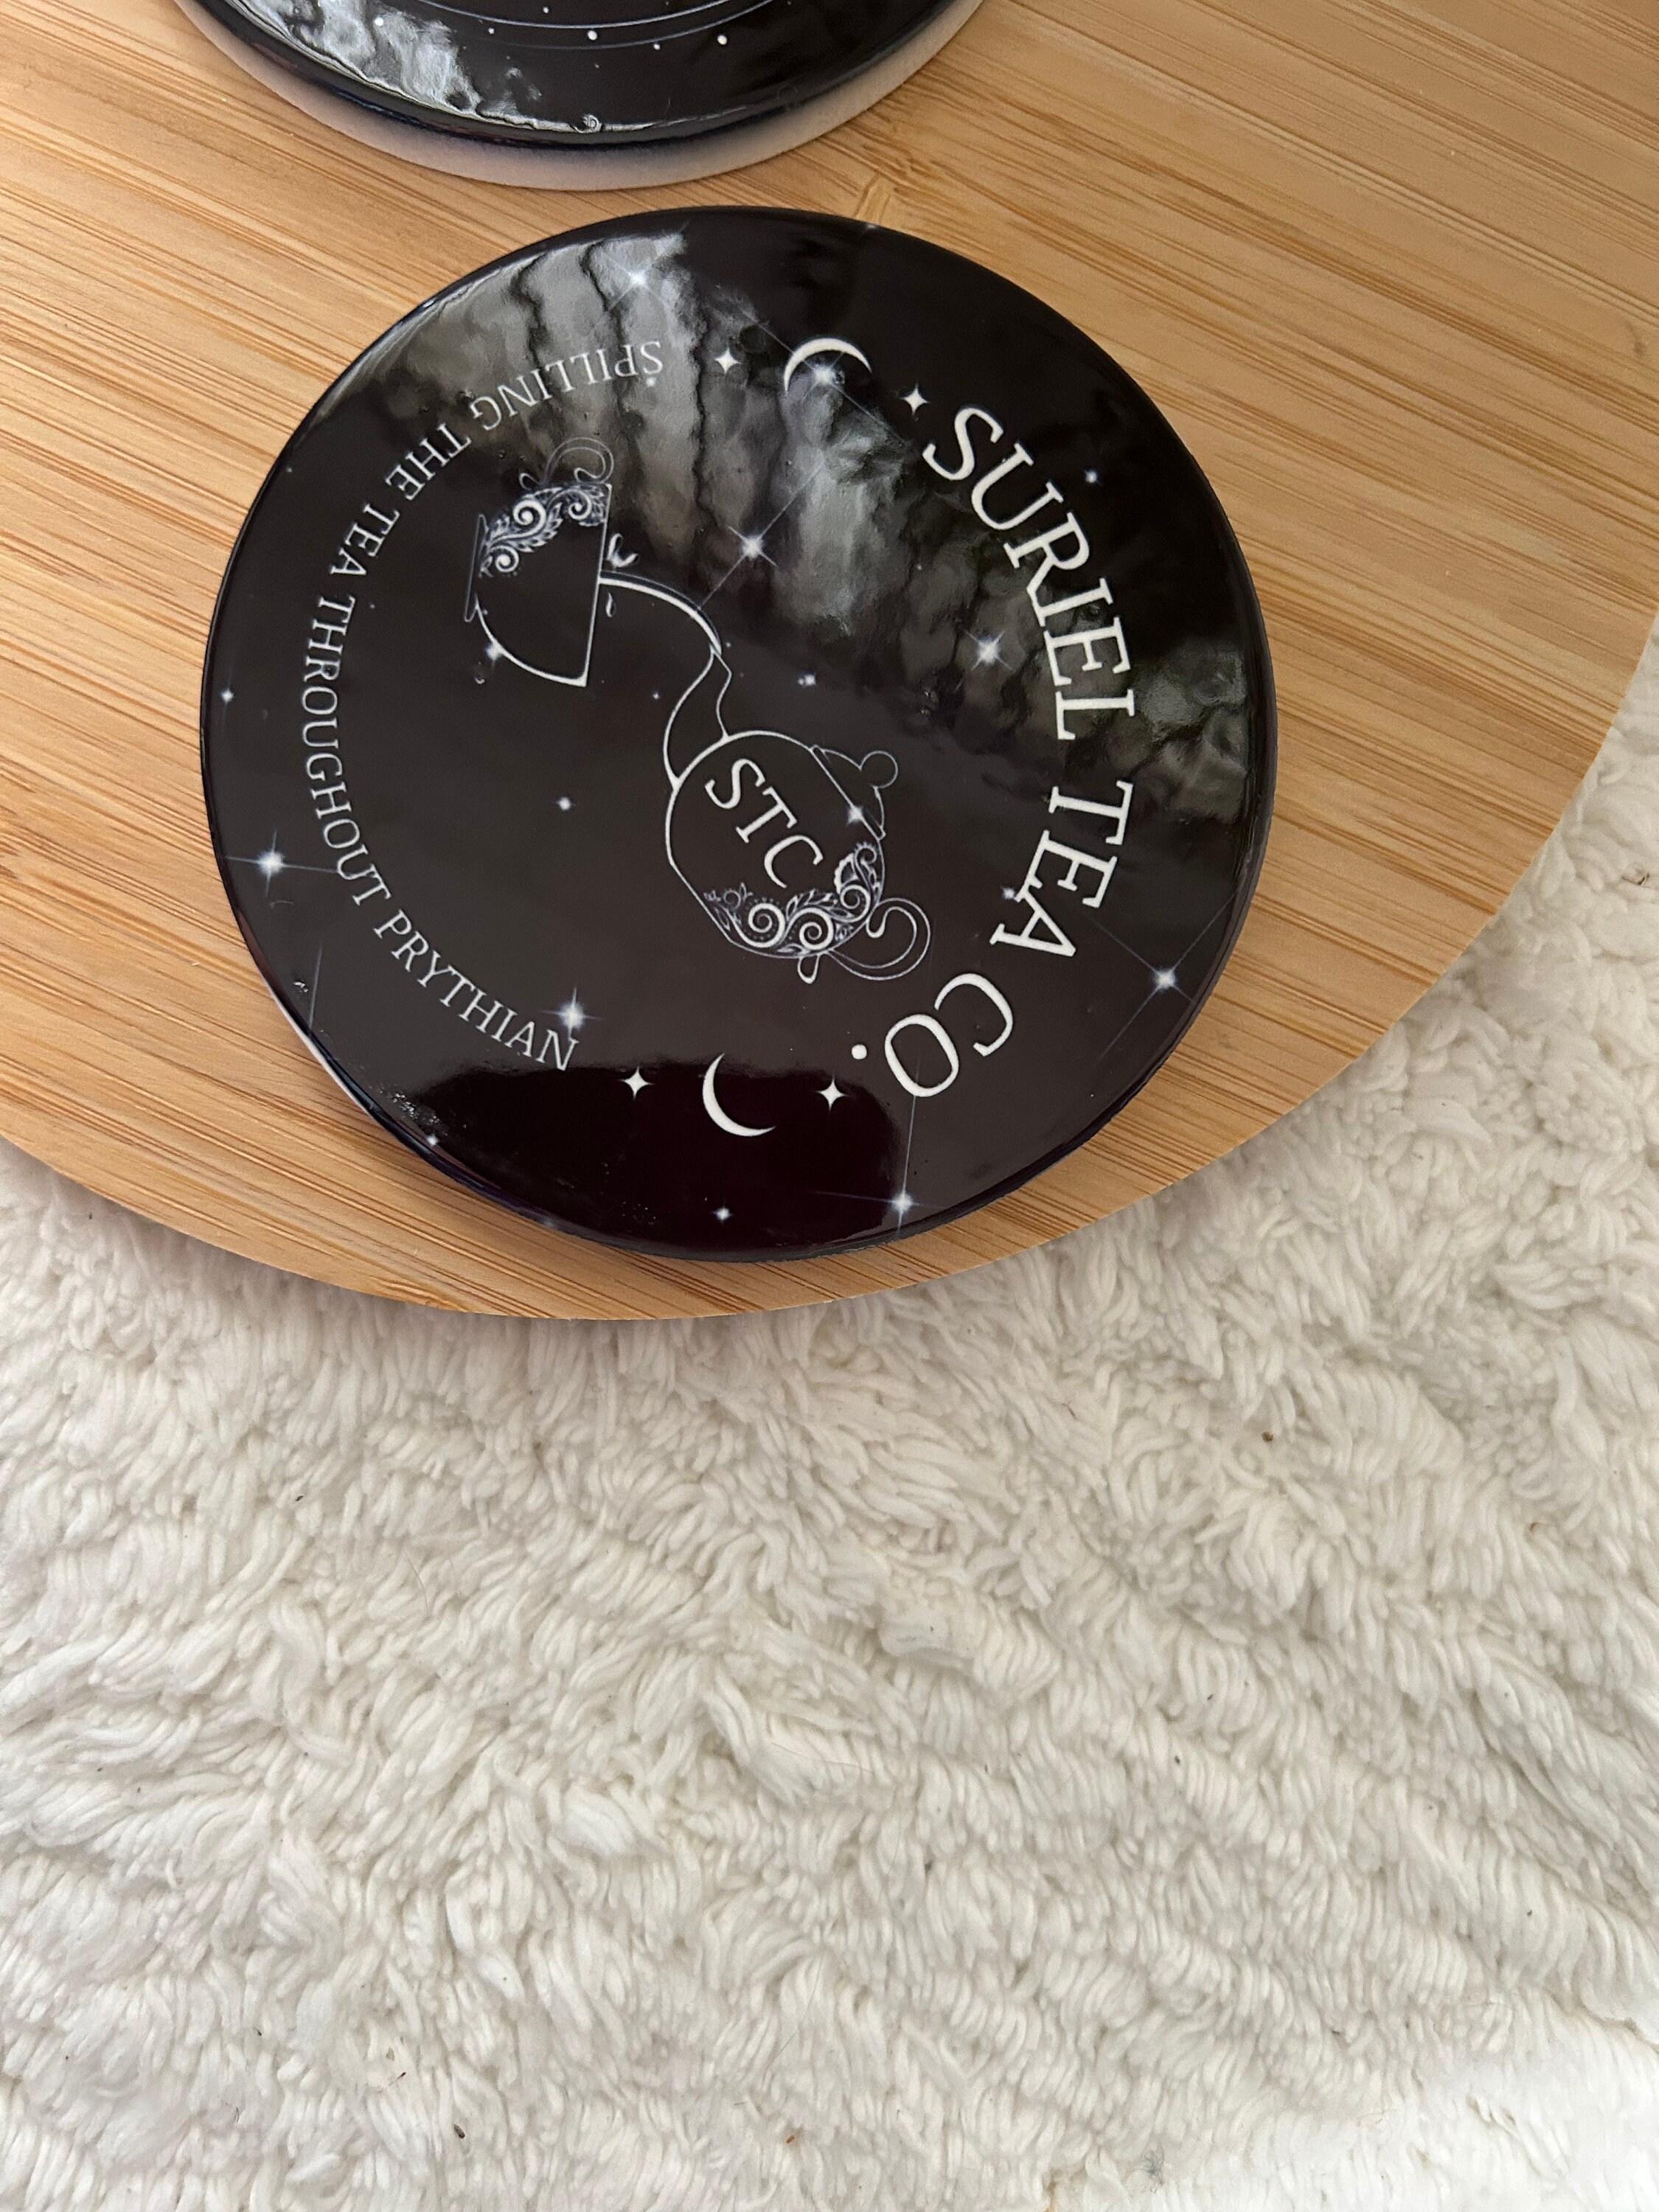 SURIEL TEA CO.
STC
SPILLING THE TEA THROUGHOUT PRYTHIAN